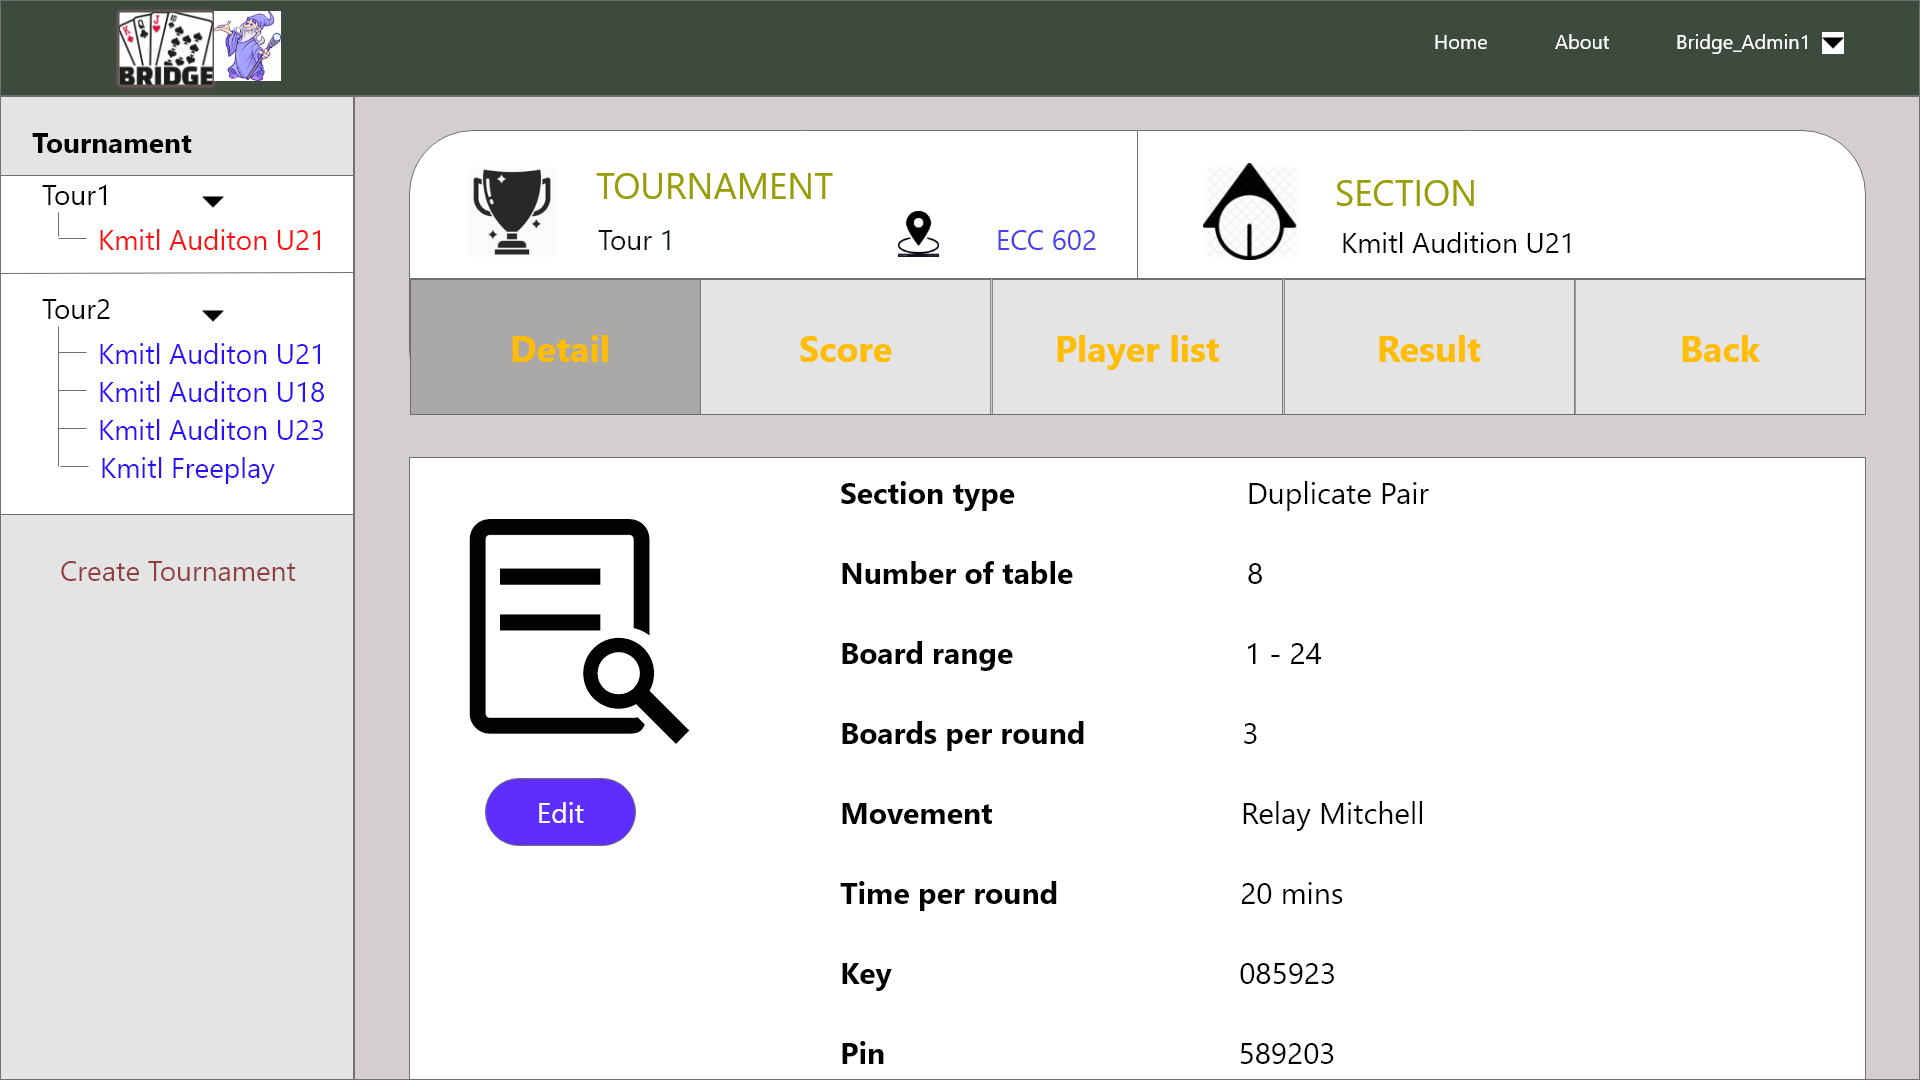 BRIDGE
Home
About
Bridge_Admin1
Tournament
Tour1
Kmitl Auditon U21
Tour2
Kmitl Auditon U21
Kmitl Auditon U18
Kmitl Auditon U23
Kmitl Freeplay
Create Tournament
TOURNAMENT
Tour 1
ECC 602
SECTION
Kmitl Audition U21
Detail
Score
Player list
Result
Back
Edit
Section type
Duplicate Pair
Number of table
8
Board range
1 - 24
Boards per round
3
Movement
Relay Mitchell
Time per round
20 mins
Key
085923
Pin
589203